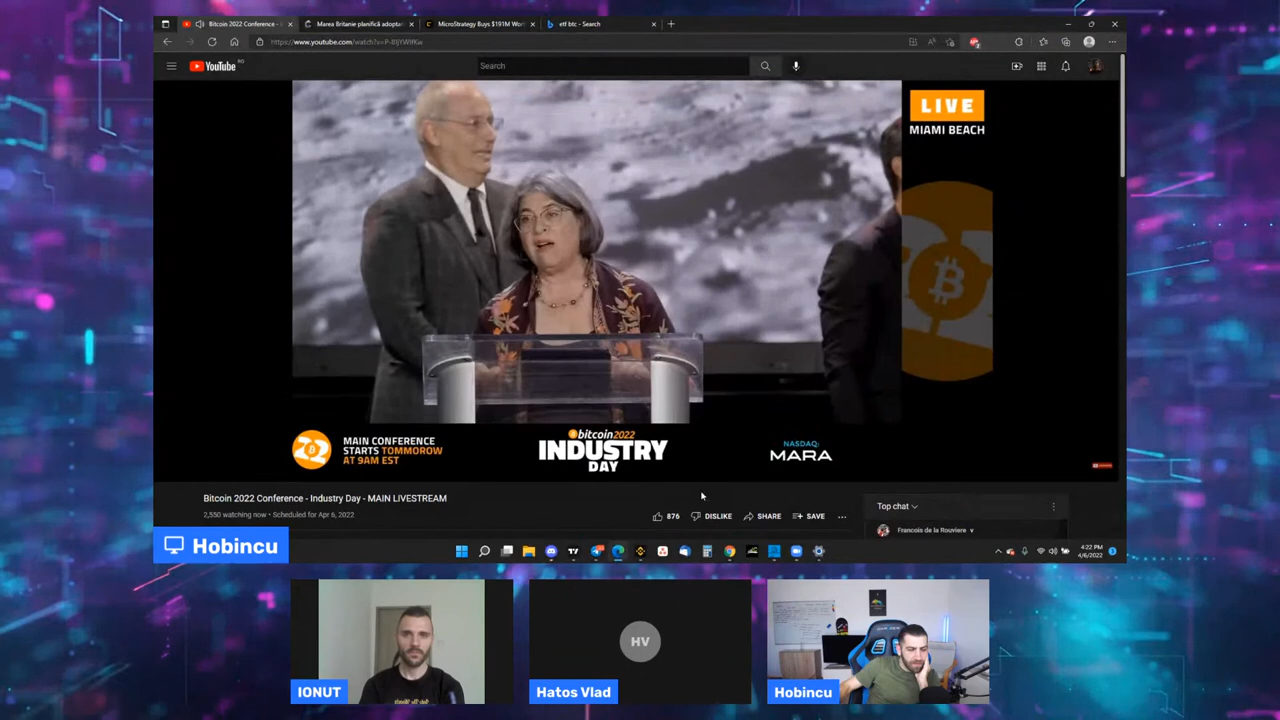 Bitcoin 2022 Conference -
Marea Britanie planifică adopta
MicroStrategy Buys $191M Wor
etf btc - Search
YouTube RO
Search
LIVE
MIAMI BEACH
MAIN CONFERENCE
STARTS TOMMOROW
AT 9AM EST
bitcoin2022
INDUSTRY
DAY
NASDAQ:
MARA
Bitcoin 2022 Conference - Industry Day - MAIN LIVESTREAM
2,550 watching now • Scheduled for Apr 6, 2022
876
DISLIKE
SHARE
SAVE
Top chat
Francois de la Rouviere
4:22 PM
4/6/2022
Hobincu
HV
IONUT
Hatos Vlad
Hobincu